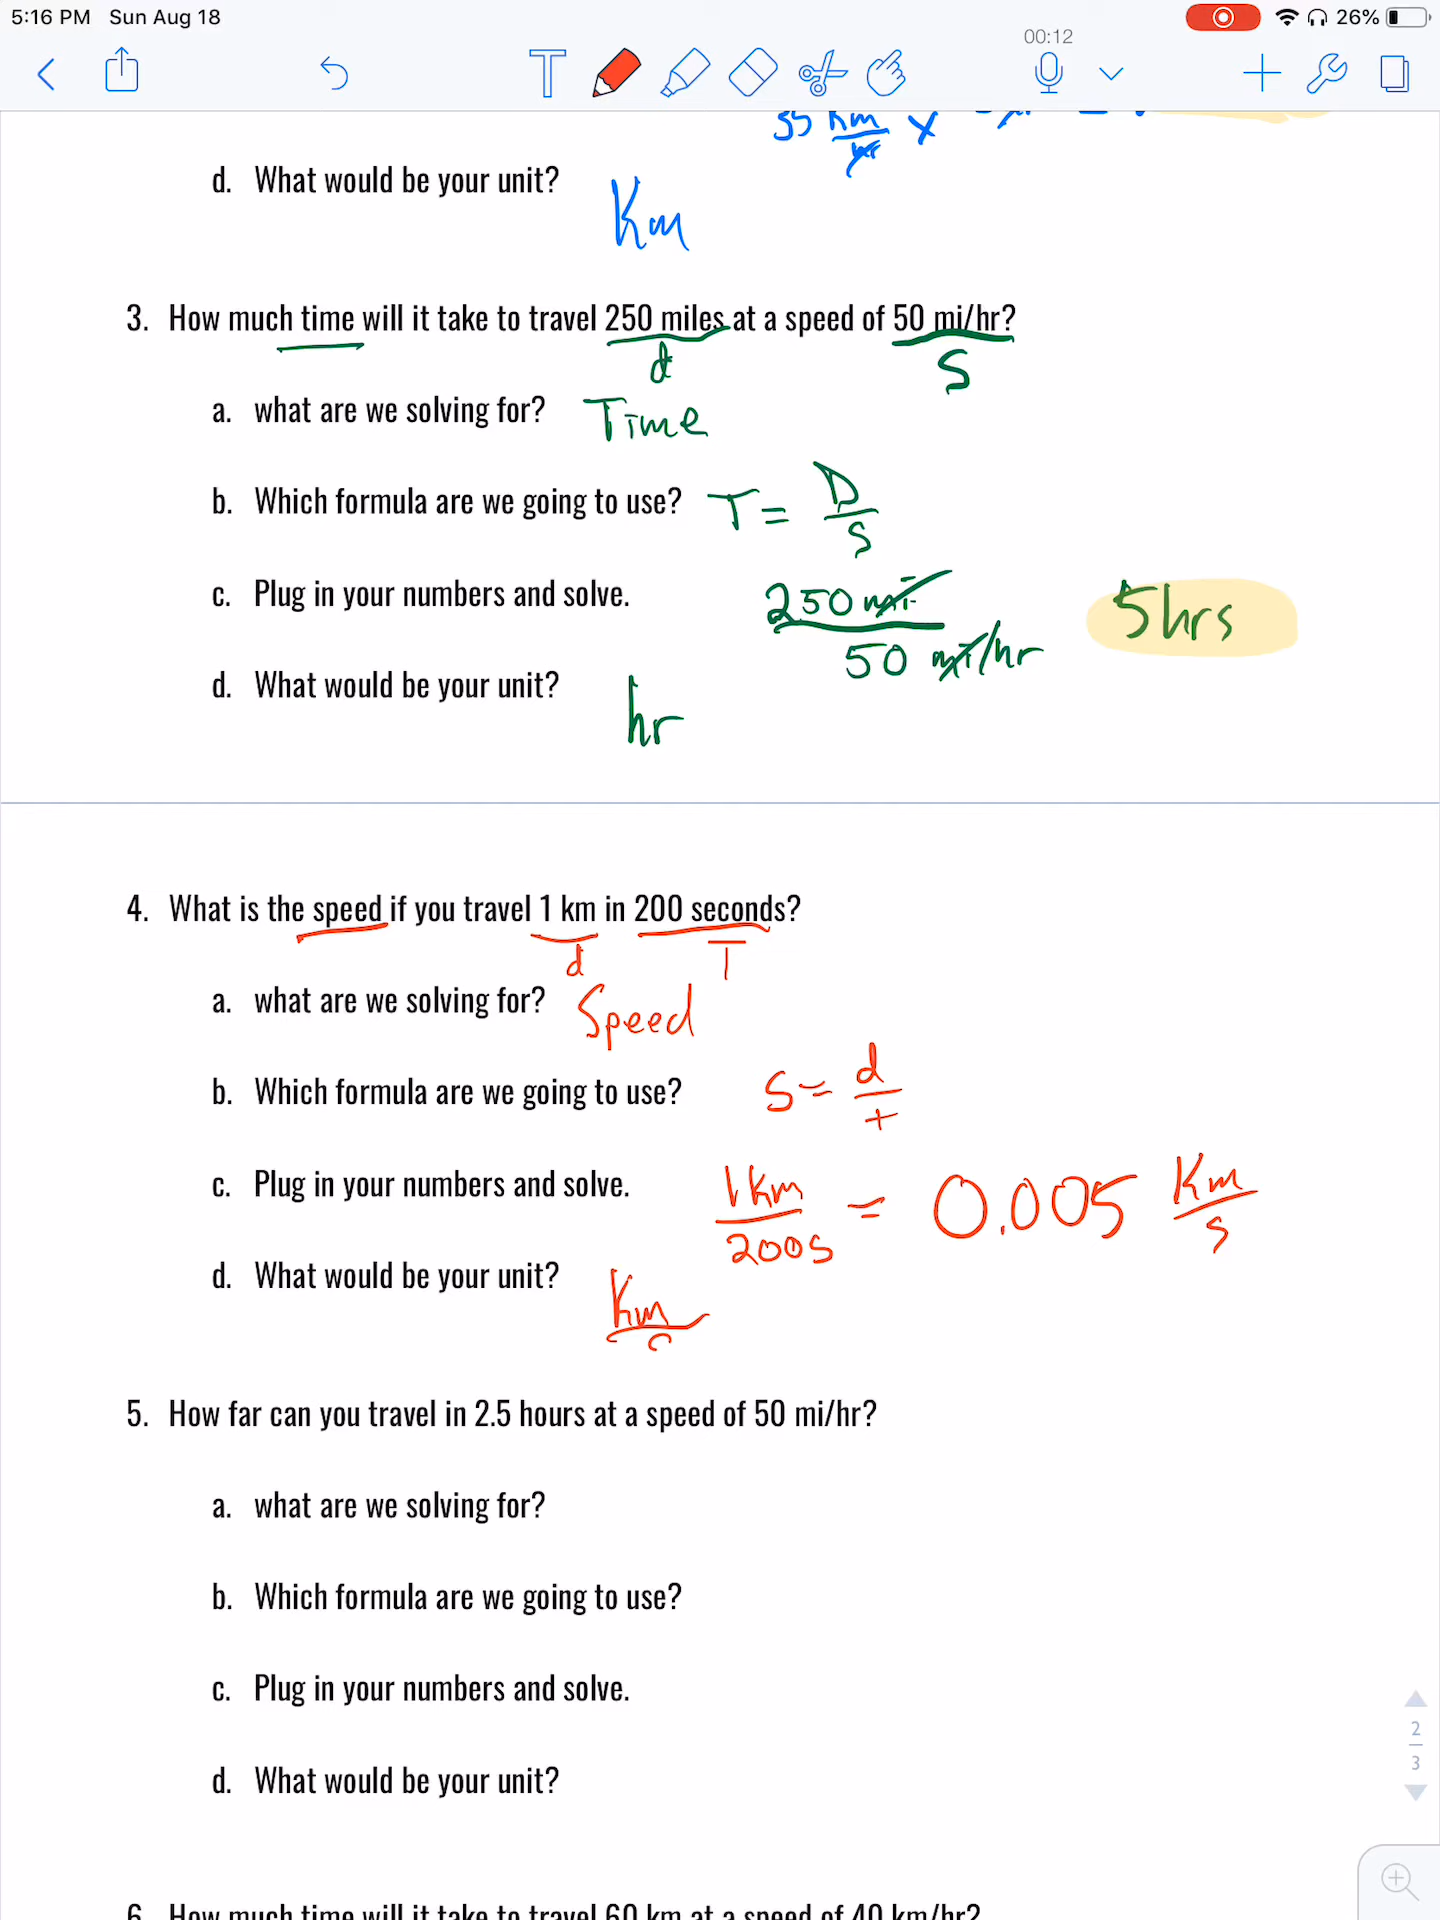 5:16 PM Sun Aug 18 26%
00:12
T
35 Km/hr x
d. What would be your unit? Km
3. How much time will it take to travel 250 miles at a speed of 50 mi/hr?
d S
a. what are we solving for? Time
b. Which formula are we going to use? T = D/S
c. Plug in your numbers and solve. 250 mi / 50 mi/hr 5hrs
d. What would be your unit? hr
4. What is the speed if you travel 1 km in 200 seconds?
d T
a. what are we solving for? Speed
b. Which formula are we going to use? S = d/t
c. Plug in your numbers and solve. 1 Km / 200 s = 0.005 Km/s
d. What would be your unit? Km/s
5. How far can you travel in 2.5 hours at a speed of 50 mi/hr?
a. what are we solving for?
b. Which formula are we going to use?
c. Plug in your numbers and solve.
d. What would be your unit?
2
3
6. How much time will it take to travel 60 km at a speed of 40 km/hr?